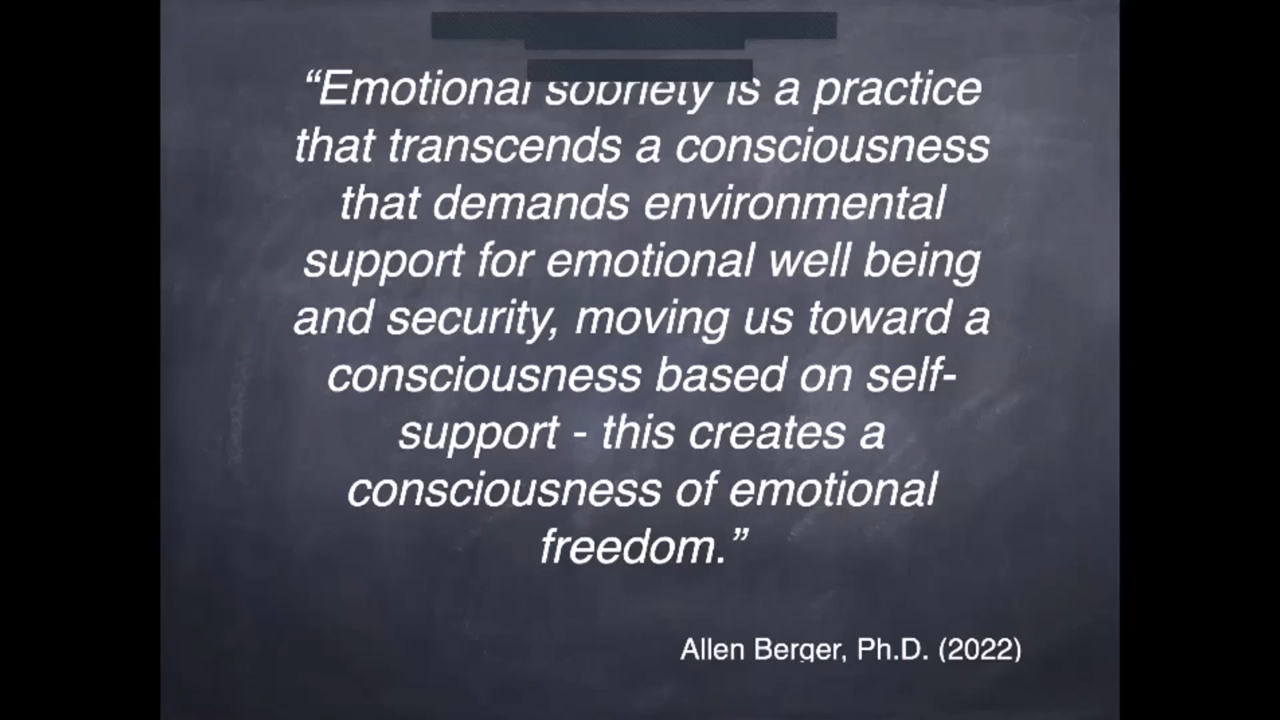 “Emotional sobriety is a practice
that transcends a consciousness
that demands environmental
support for emotional well being
and security, moving us toward a
consciousness based on self-
support - this creates a
consciousness of emotional
freedom.”
Allen Berger, Ph.D. (2022)